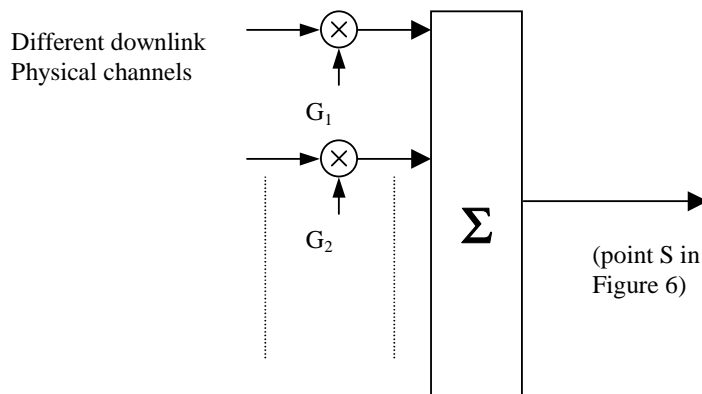 Different downlink
Physical channels
G₁
G₂
Σ
(point S in
Figure 6)